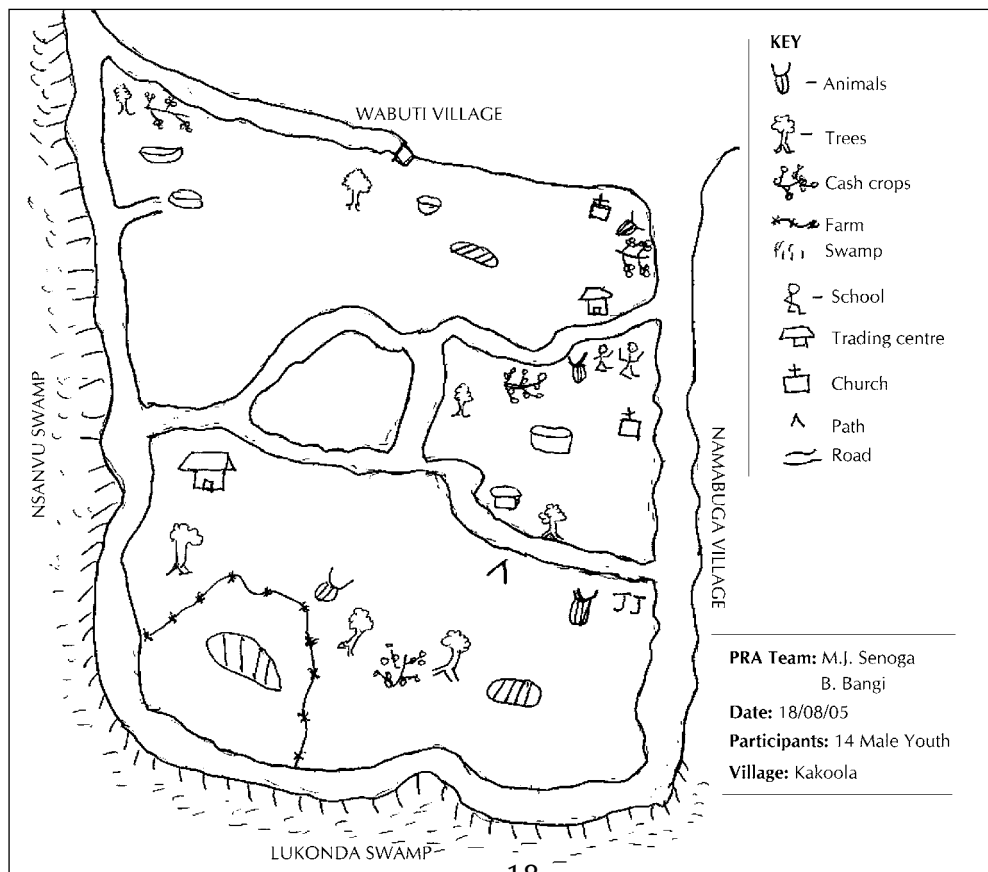 WABUTI VILLAGE
NSANVU SWAMP
NAMABUGA VILLAGE
LUKONDA SWAMP
KEY
– Animals
– Trees
Cash crops
Farm
Swamp
– School
Trading centre
Church
Path
Road
PRA Team: M.J. Senoga
B. Bangi
Date: 18/08/05
Participants: 14 Male Youth
Village: Kakoola
18